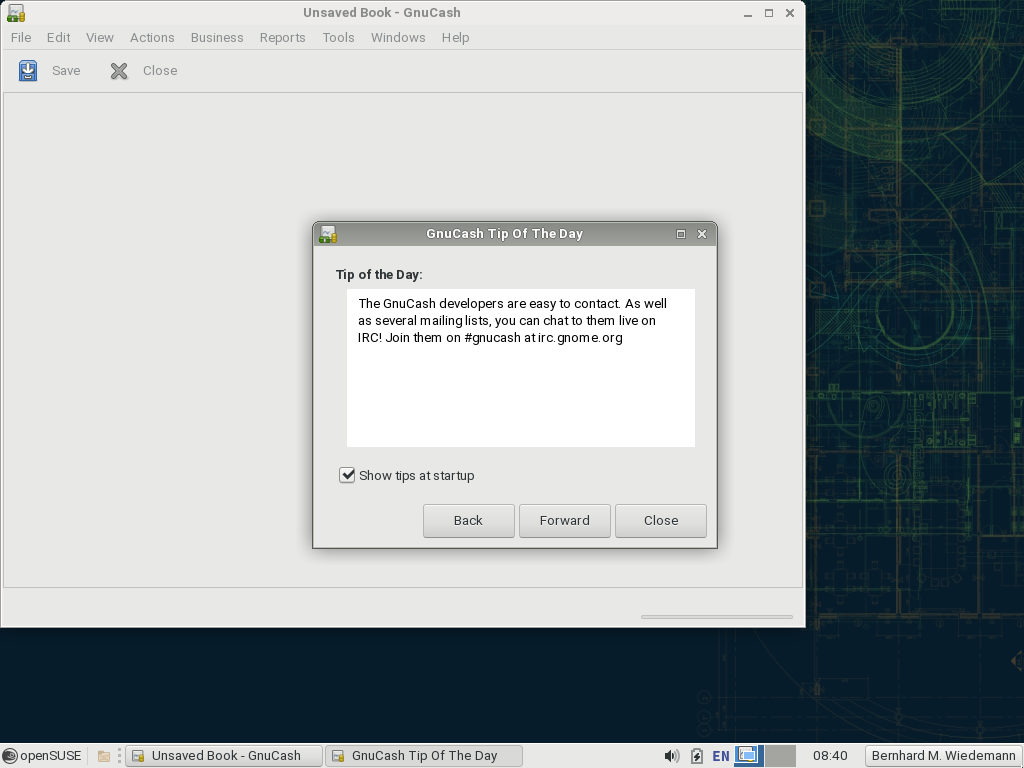 Unsaved Book - GnuCash
File Edit View Actions Business Reports Tools Windows Help
Save Close
GnuCash Tip Of The Day
Tip of the Day:
The GnuCash developers are easy to contact. As well
as several mailing lists, you can chat to them live on
IRC! Join them on #gnucash at irc.gnome.org
Show tips at startup
Back Forward Close
openSUSE Unsaved Book - GnuCash GnuCash Tip Of The Day EN 08:40 Bernhard M. Wiedemann